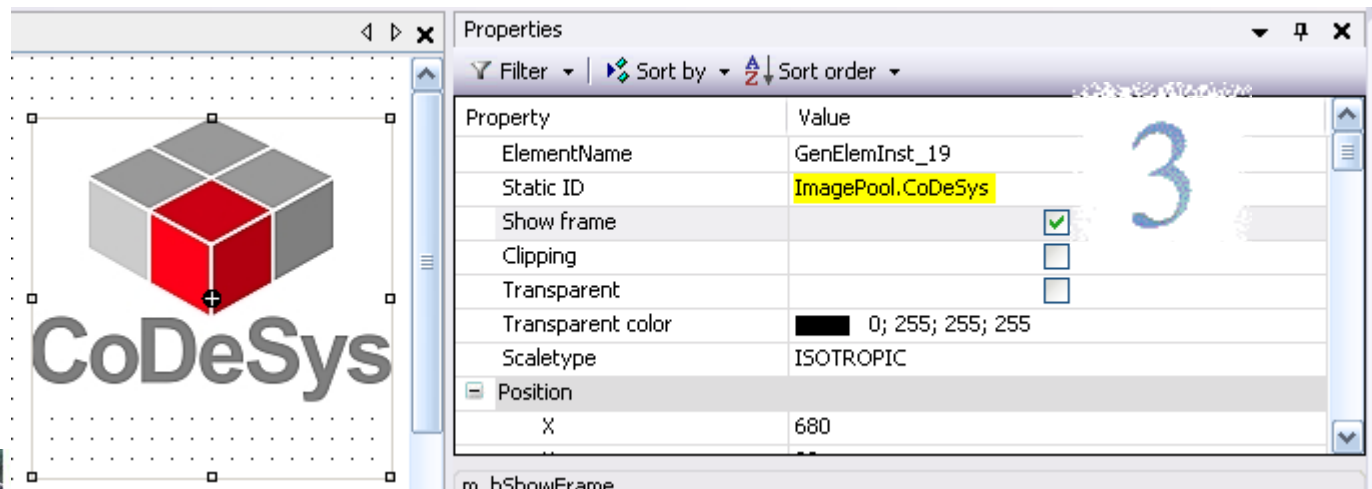 Properties
Filter Sort by Sort order
Property Value
ElementName GenElemInst_19
Static ID ImagePool.CoDeSys
Show frame
Clipping
Transparent
Transparent color 0; 255; 255; 255
Scaletype ISOTROPIC
Position
X 680
m_bShowFrame
3
CoDeSys